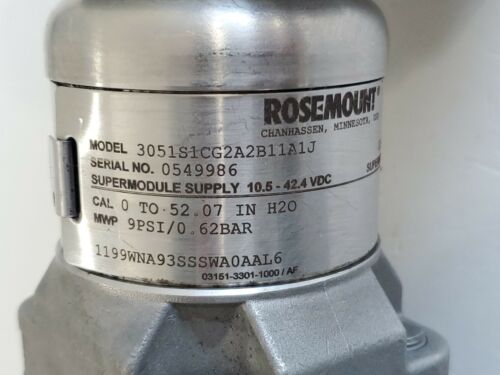 ROSEMOUNT®
CHANHASSEN, MINNESOTA,
MODEL 3051S1CG2A2B11A1J
SERIAL NO. 0549986
SUPERMODULE SUPPLY 10.5 - 42.4 VDC
CAL 0 TO 52.07 IN H2O
MWP 9PSI/0.62BAR
1199WNA93SSSWA0AAL6
03151-3301-1000 / AF